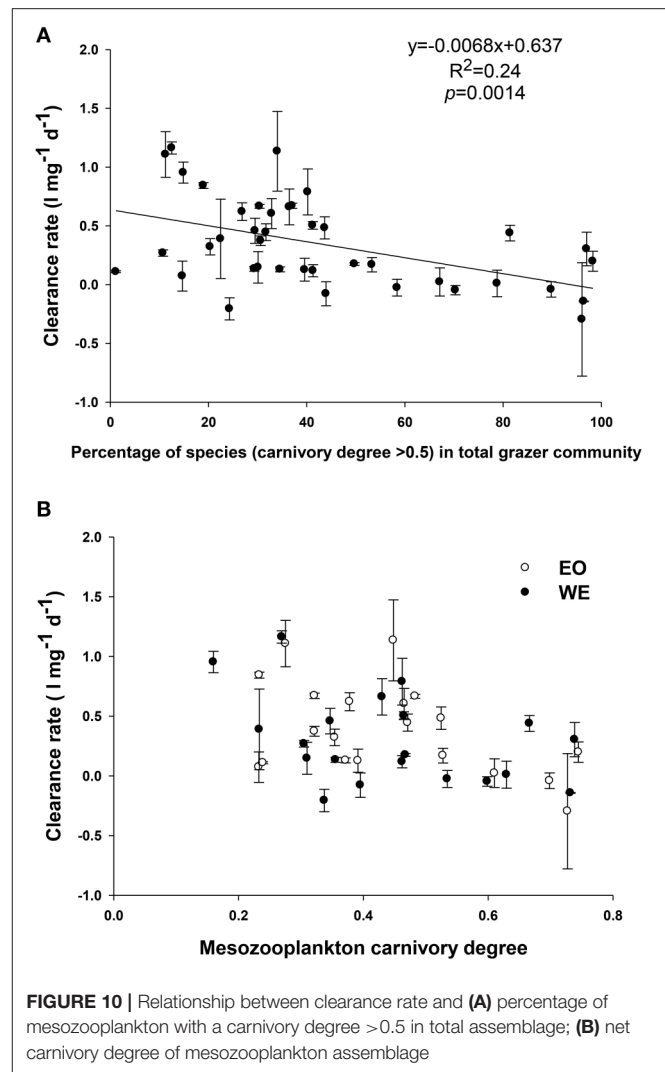 A
y=-0.0068x+0.637
R²=0.24
p=0.0014
Clearance rate (l mg⁻¹ d⁻¹)
2.0
1.5
1.0
0.5
0.0
-0.5
-1.0
0 20 40 60 80 100
Percentage of species (carnivory degree >0.5) in total grazer community
B
EO
WE
Clearance rate ( l mg⁻¹ d⁻¹)
2.0
1.5
1.0
0.5
0.0
-0.5
-1.0
0.0 0.2 0.4 0.6 0.8
Mesozooplankton carnivory degree
FIGURE 10 | Relationship between clearance rate and (A) percentage of
mesozooplankton with a carnivory degree >0.5 in total assemblage; (B) net
carnivory degree of mesozooplankton assemblage